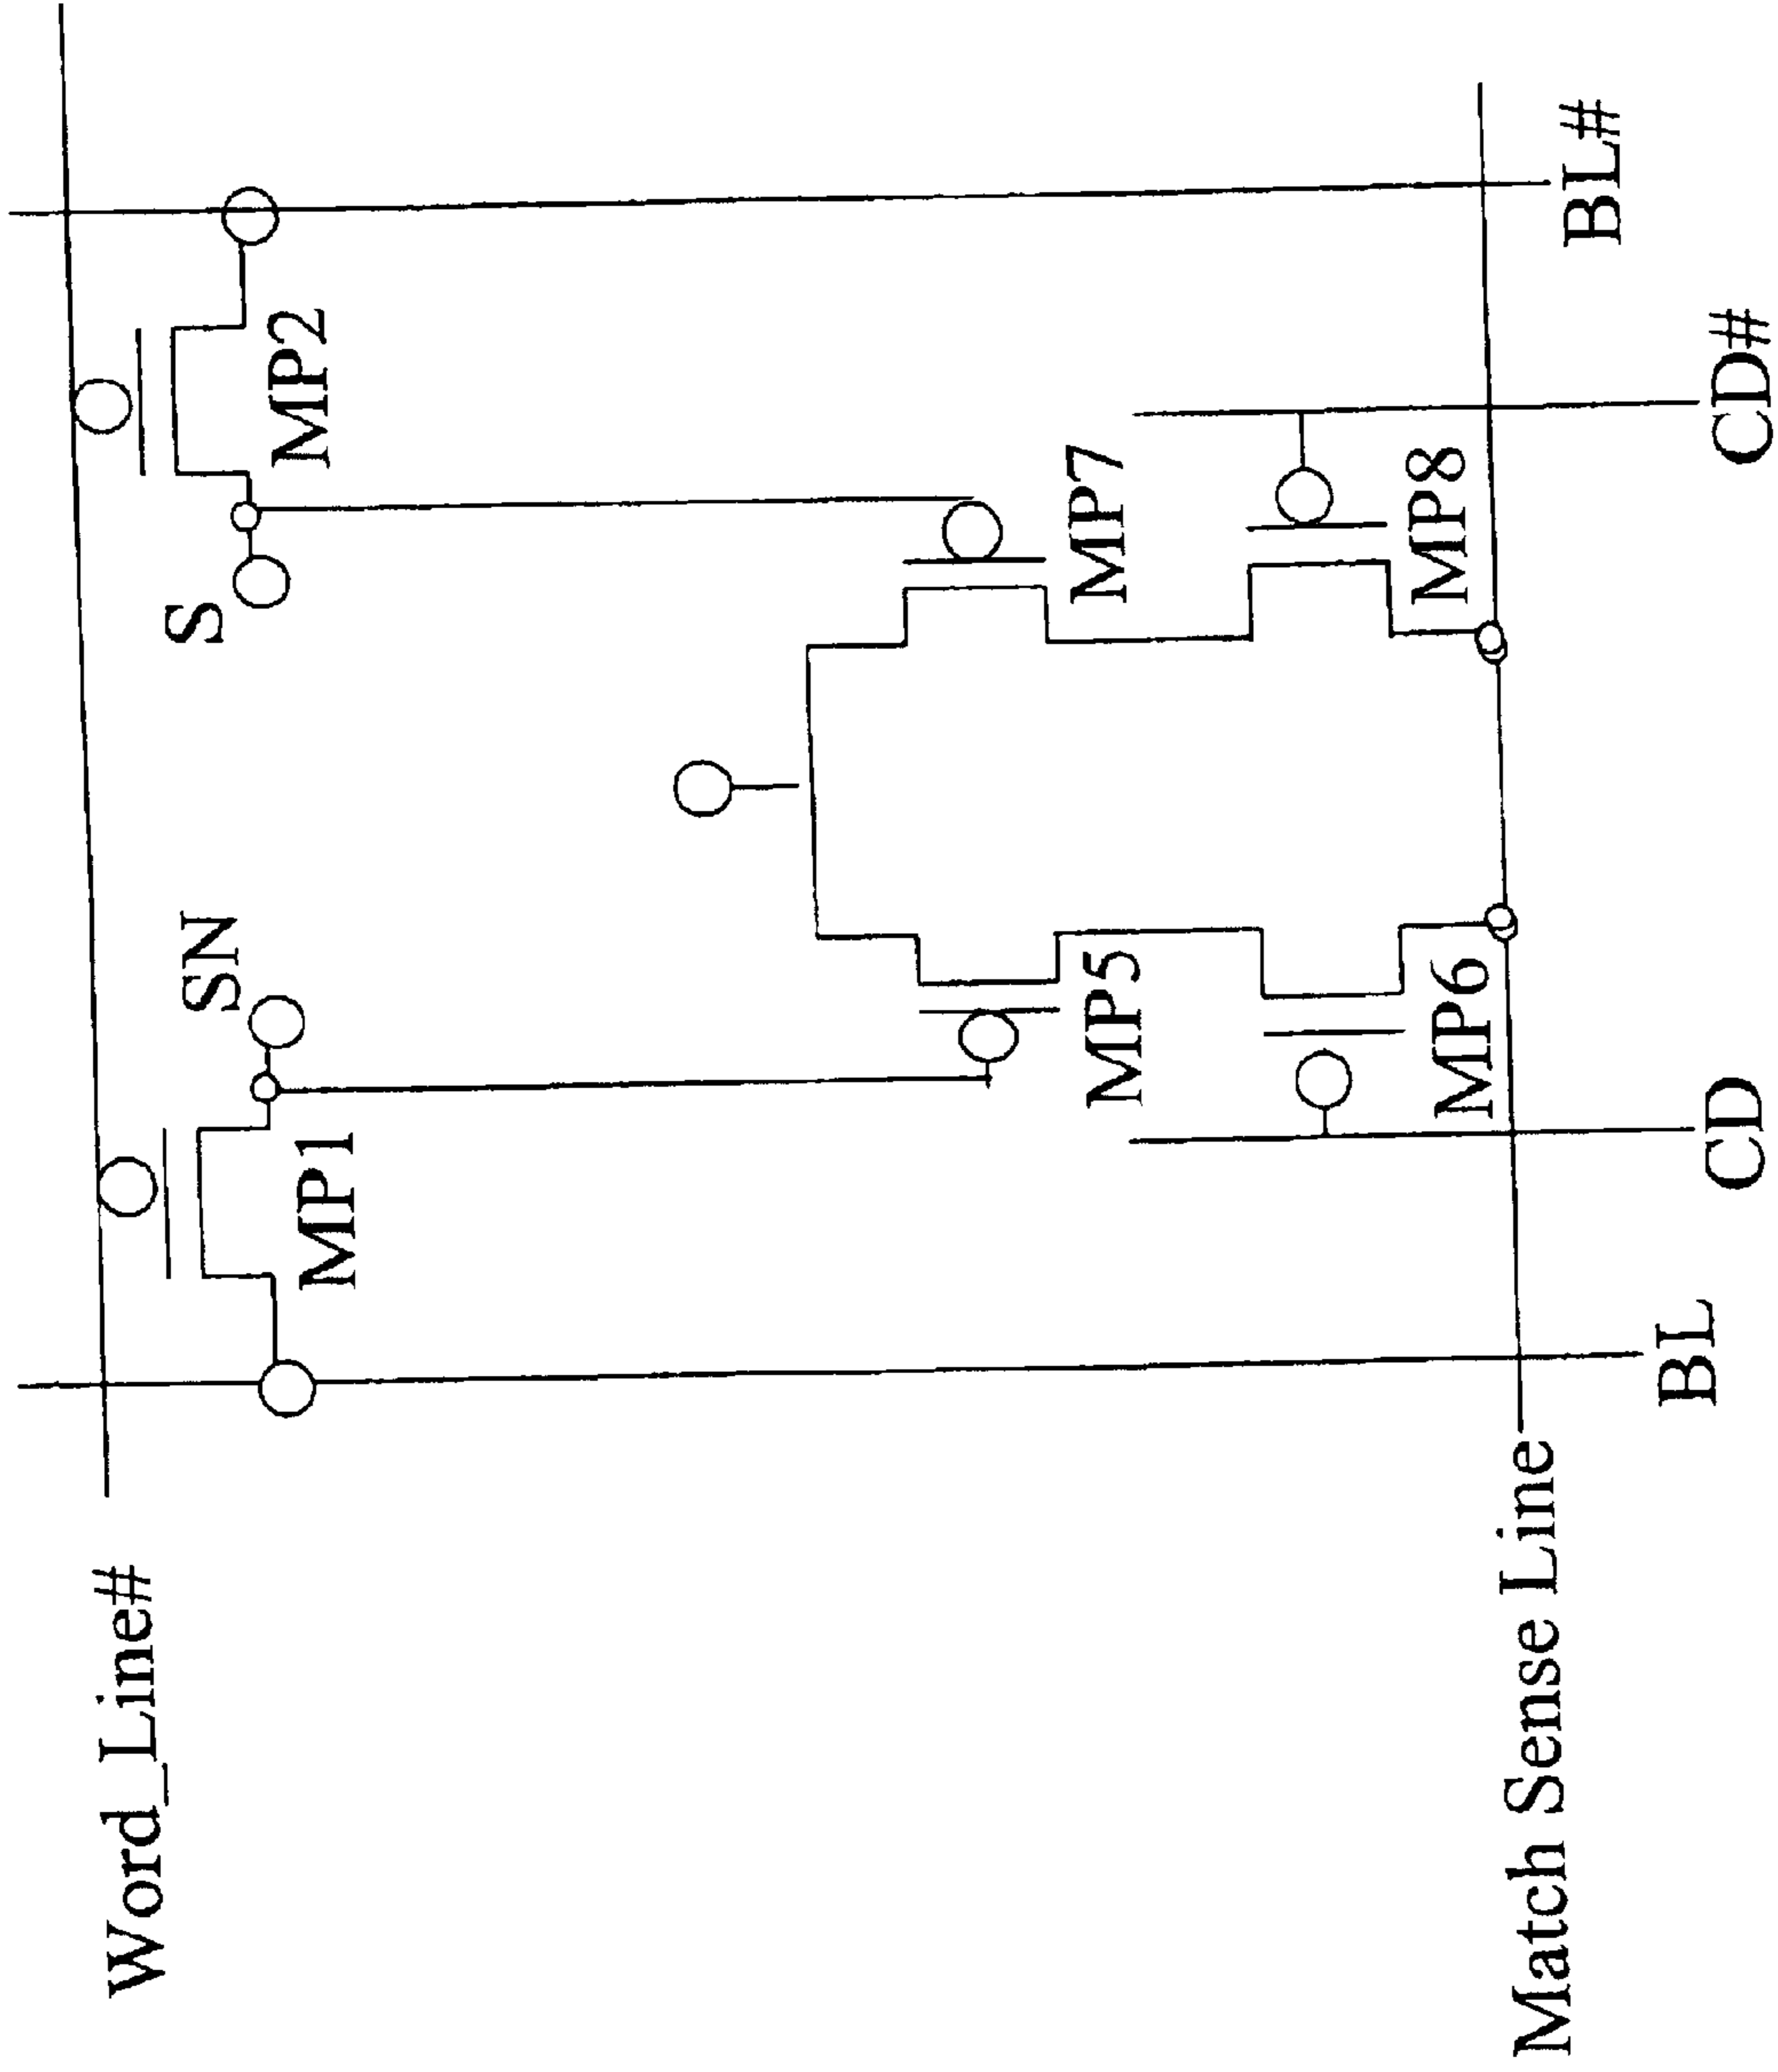 Word_Line#
SN
S
MP1
MP2
MP5
MP7
MP6
MP8
Match Sense Line
BL
CD
CD#
BL#